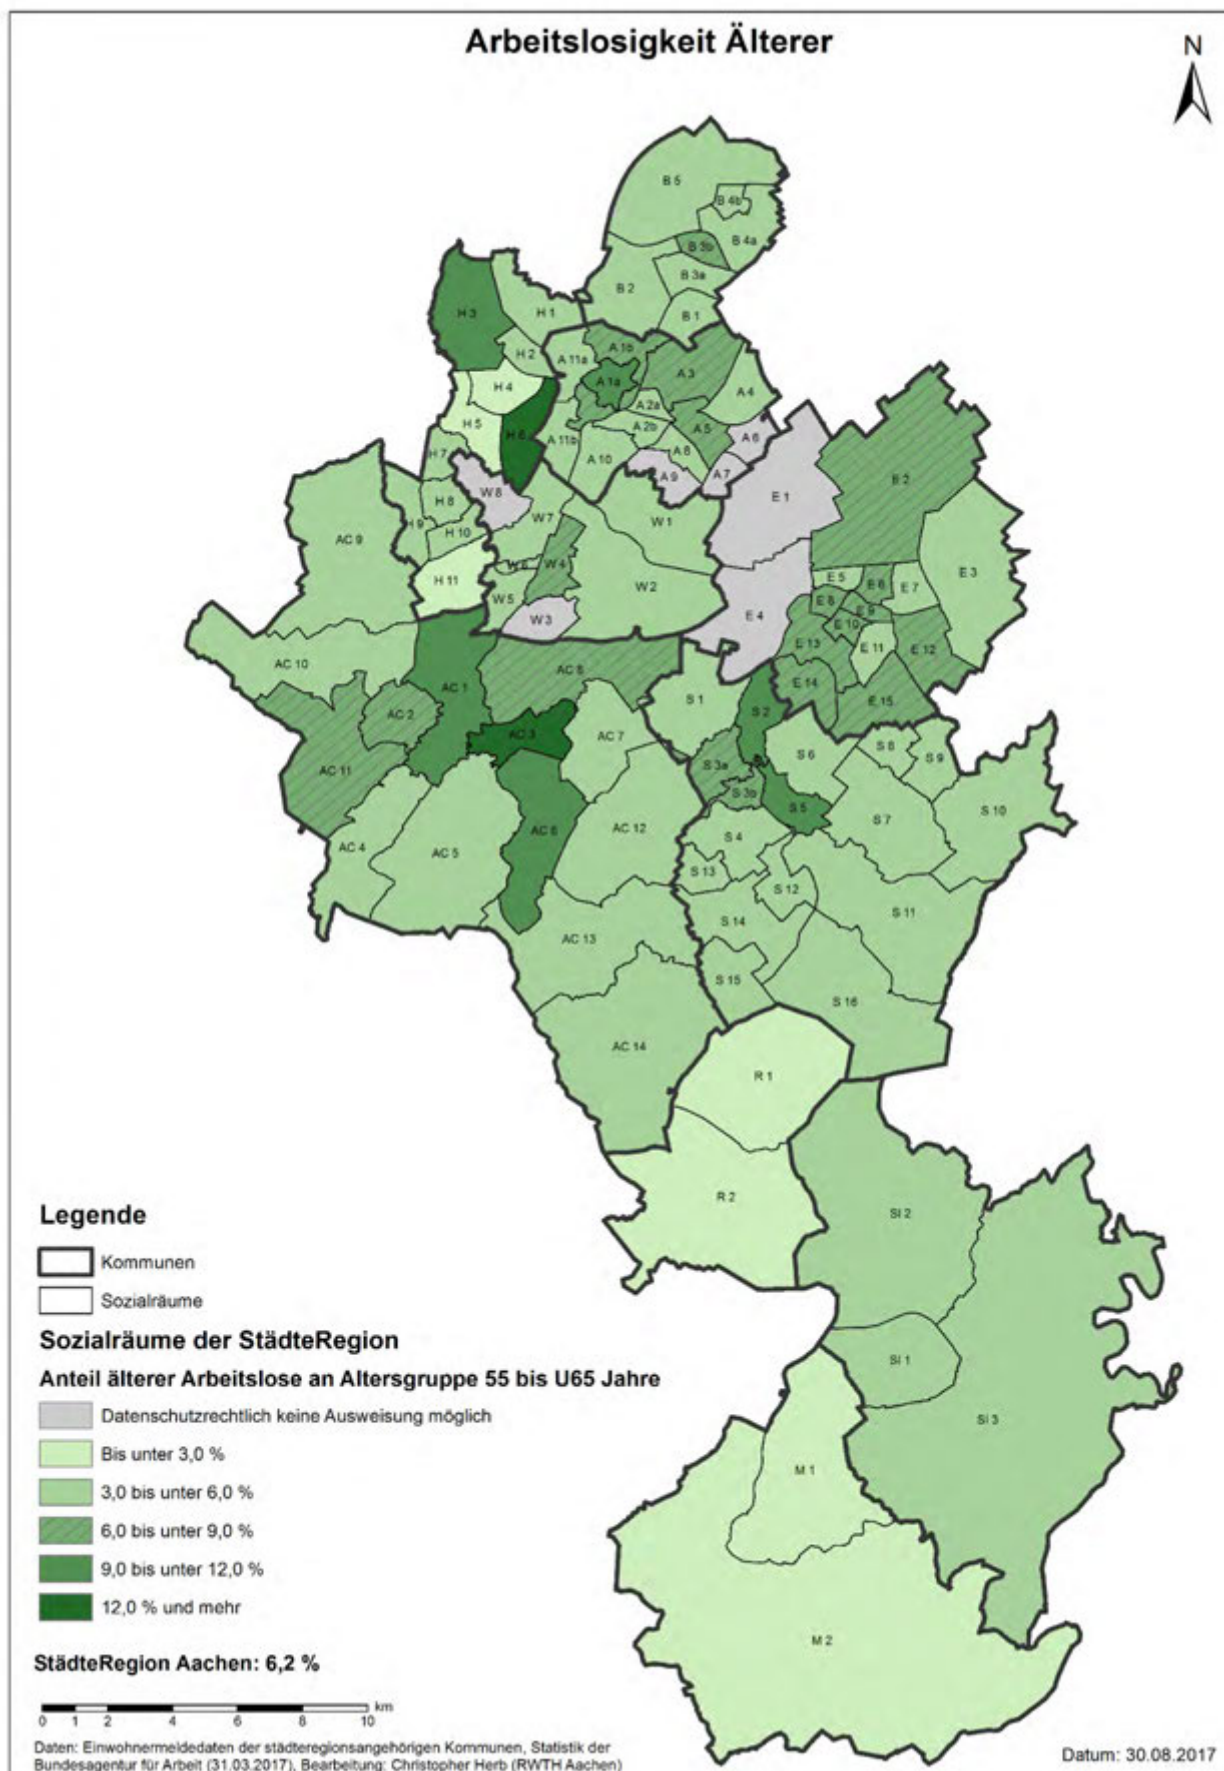 Arbeitslosigkeit Älterer
N
B 5
B 4b
B 4a
B 3b
B 3a
B 2
B 1
H 3
H 1
H 2
H 4
H 5
H 6
H 7
H 8
H 9
H 10
H 11
A 11a
A 1b
A 1a
A 3
A 4
A 2a
A 2b
A 5
A 6
A 11b
A 10
A 8
A 9
A 7
W 8
W 7
W 1
W 6
W 4
W 5
W 2
W 3
E 1
E 2
E 3
E 4
E 5
E 6
E 7
E 8
E 9
E 10
E 11
E 12
E 13
E 14
E 15
AC 9
AC 10
AC 1
AC 2
AC 11
AC 8
AC 3
AC 7
AC 6
AC 12
AC 4
AC 5
AC 13
AC 14
S 1
S 2
S 3a
S 3b
S 5
S 6
S 8
S 9
S 7
S 10
S 4
S 13
S 12
S 11
S 14
S 15
S 16
R 1
R 2
SI 2
SI 1
SI 3
M 1
M 2
Legende
Kommunen
Sozialräume
Sozialräume der StädteRegion
Anteil älterer Arbeitslose an Altersgruppe 55 bis U65 Jahre
Datenschutzrechtlich keine Ausweisung möglich
Bis unter 3,0 %
3,0 bis unter 6,0 %
6,0 bis unter 9,0 %
9,0 bis unter 12,0 %
12,0 % und mehr
StädteRegion Aachen: 6,2 %
km
0 1 2 4 6 8 10
Daten: Einwohnermeldedaten der städteregionsangehörigen Kommunen, Statistik der
Bundesagentur für Arbeit (31.03.2017), Bearbeitung: Christopher Herb (RWTH Aachen)
Datum: 30.08.2017